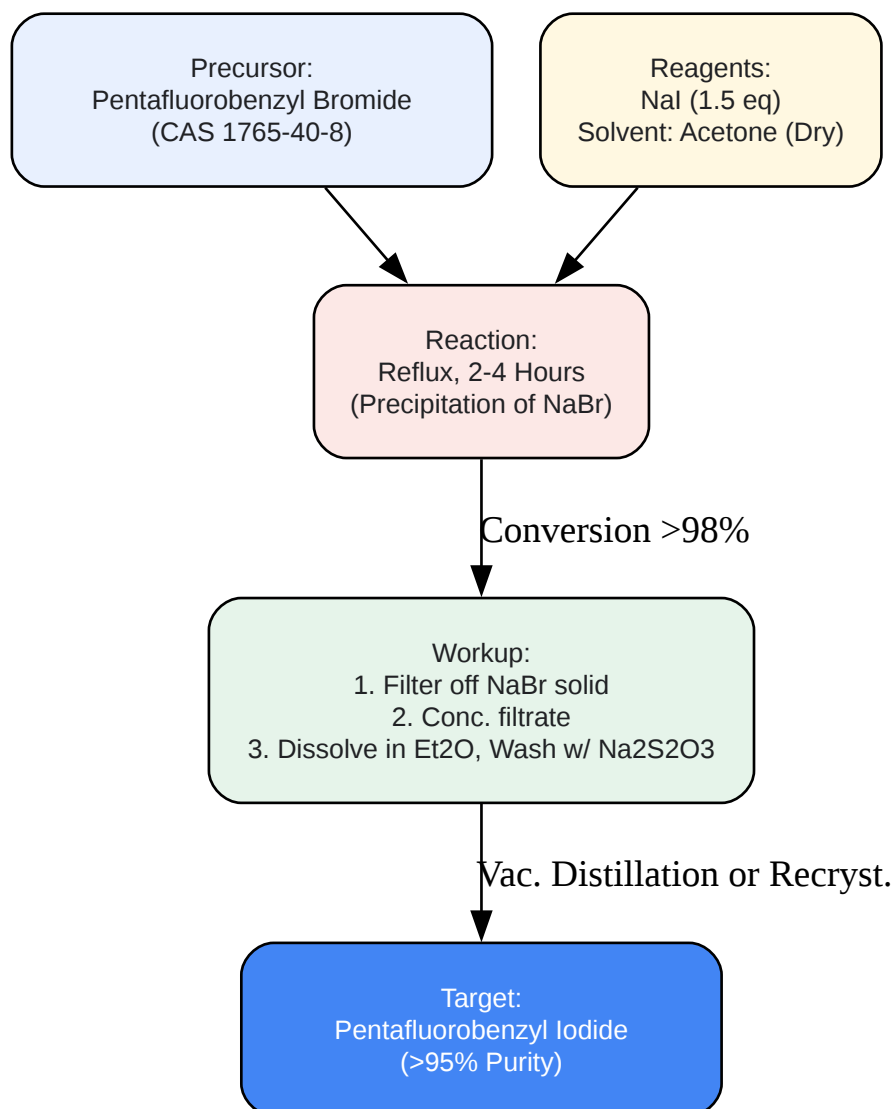 Precursor:
Pentafluorobenzyl Bromide
(CAS 1765-40-8)
Reagents:
NaI (1.5 eq)
Solvent: Acetone (Dry)
Reaction:
Reflux, 2-4 Hours
(Precipitation of NaBr)
Conversion >98%
Workup:
1. Filter off NaBr solid
2. Conc. filtrate
3. Dissolve in Et2O, Wash w/ Na2S2O3
Vac. Distillation or Recryst.
Target:
Pentafluorobenzyl Iodide
(>95% Purity)